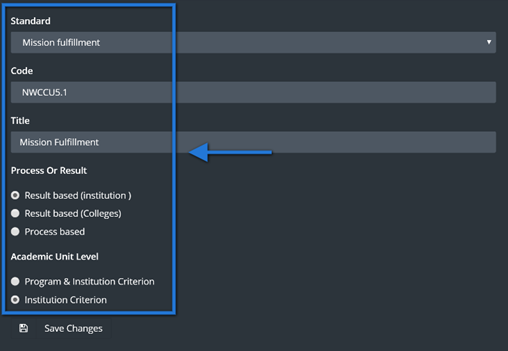 Standard
Mission fulfillment
Code
NWCCU5.1
Title
Mission Fulfillment
Process Or Result
Result based (institution )
Result based (Colleges)
Process based
Academic Unit Level
Program & Institution Criterion
Institution Criterion
Save Changes